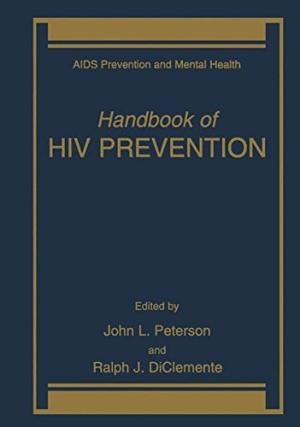 AIDS Prevention and Mental Health
Handbook of
HIV PREVENTION
Edited by
John L. Peterson
and
Ralph J. DiClemente